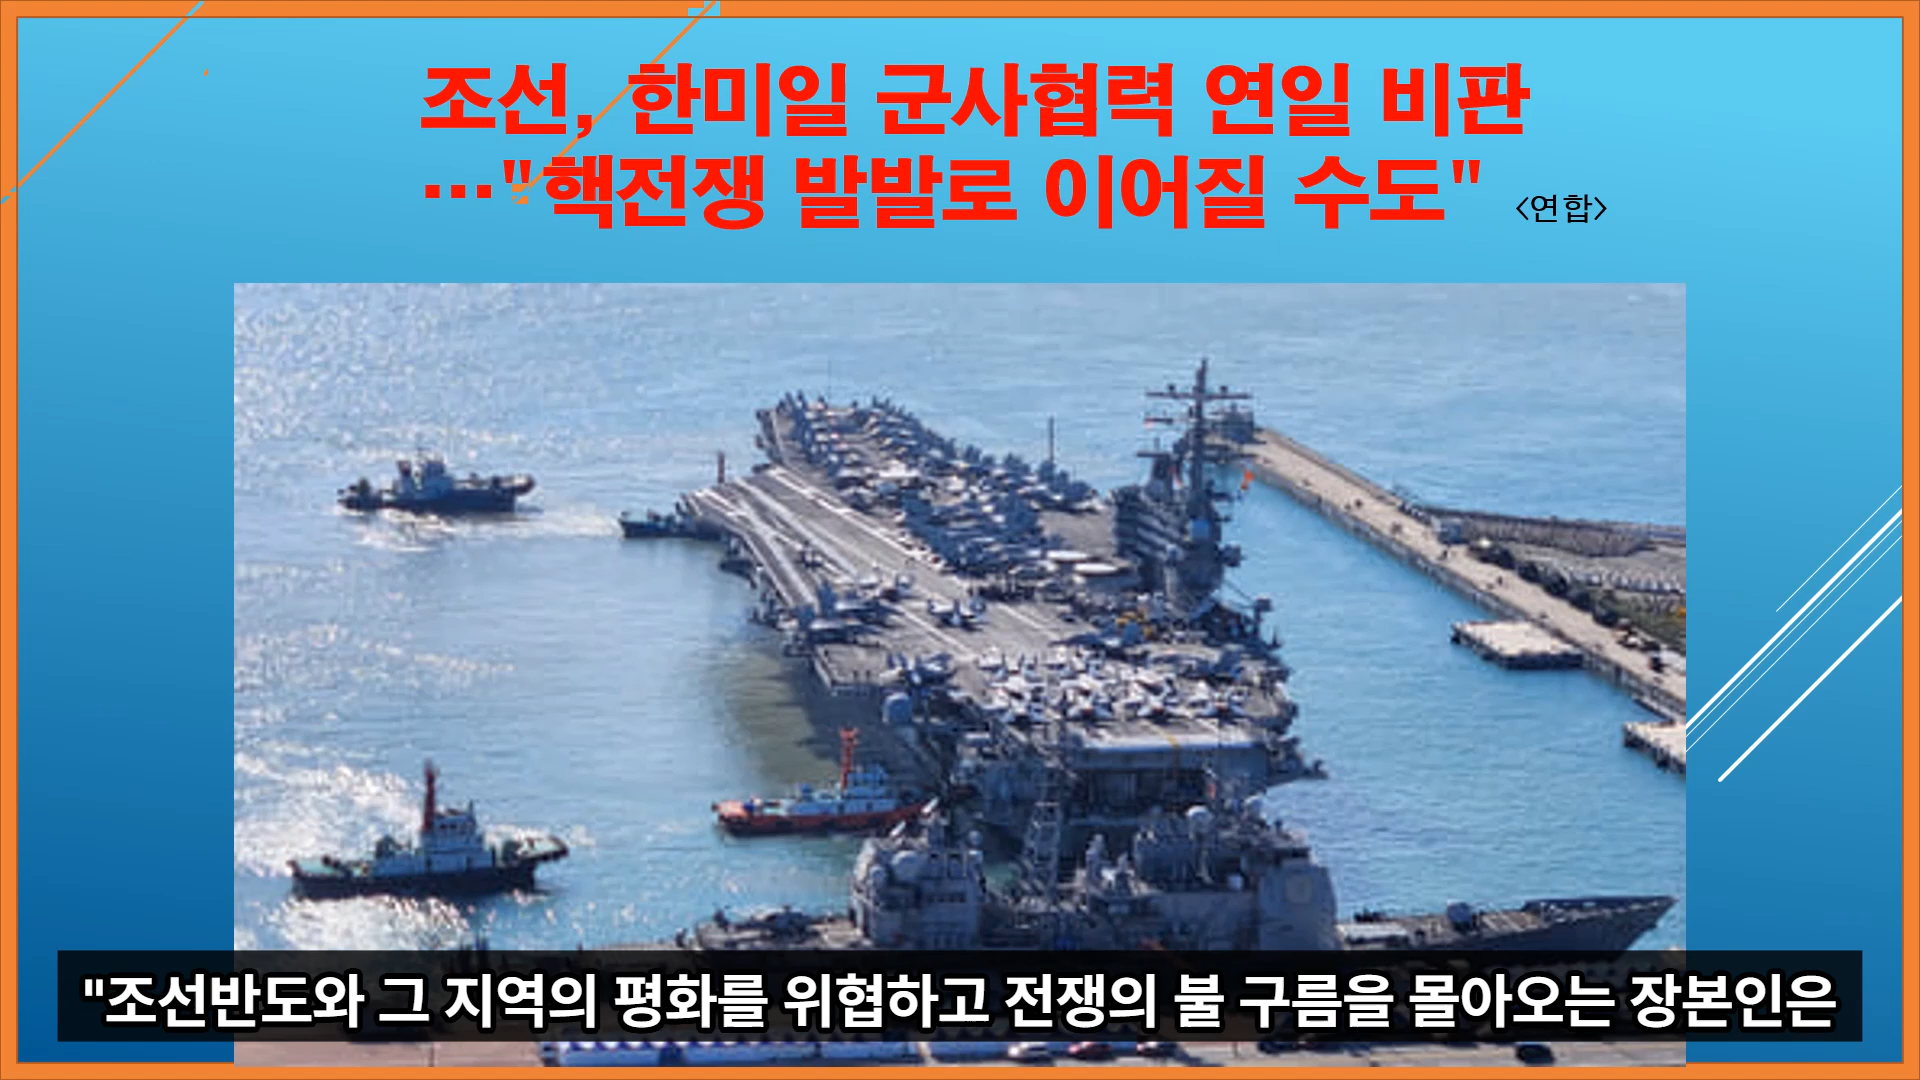 조선, 한미일 군사협력 연일 비판
…"핵전쟁 발발로 이어질 수도" <연합>
"조선반도와 그 지역의 평화를 위협하고 전쟁의 불 구름을 몰아오는 장본인은